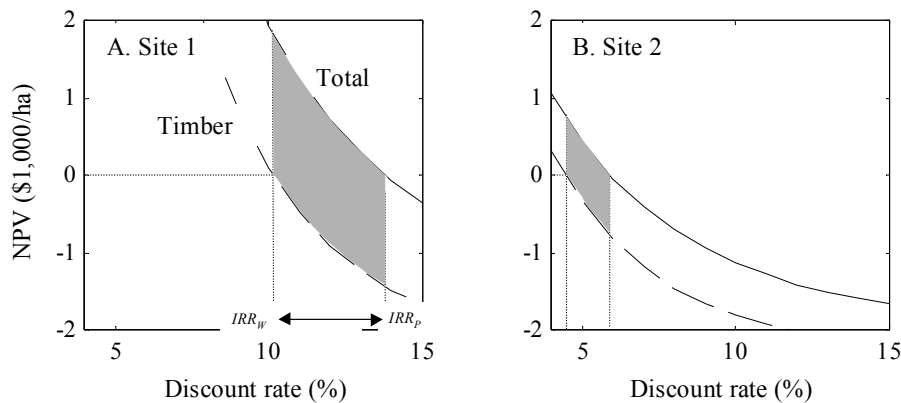 NPV ($1,000/ha)
2
1
0
-1
-2
A. Site 1
Total
Timber
IRR_W
IRR_P
5
10
15
Discount rate (%)
2
1
0
-1
-2
B. Site 2
5
10
15
Discount rate (%)